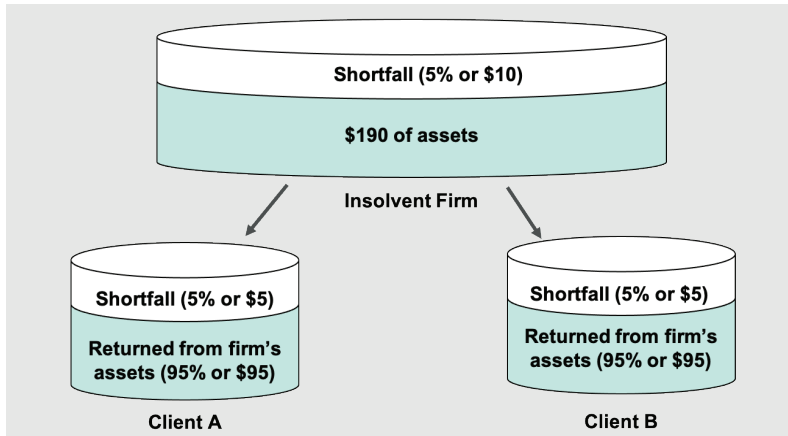 Shortfall (5% or $10)
$190 of assets
Insolvent Firm
Shortfall (5% or $5)
Returned from firm's
assets (95% or $95)
Client A
Shortfall (5% or $5)
Returned from firm's
assets (95% or $95)
Client B